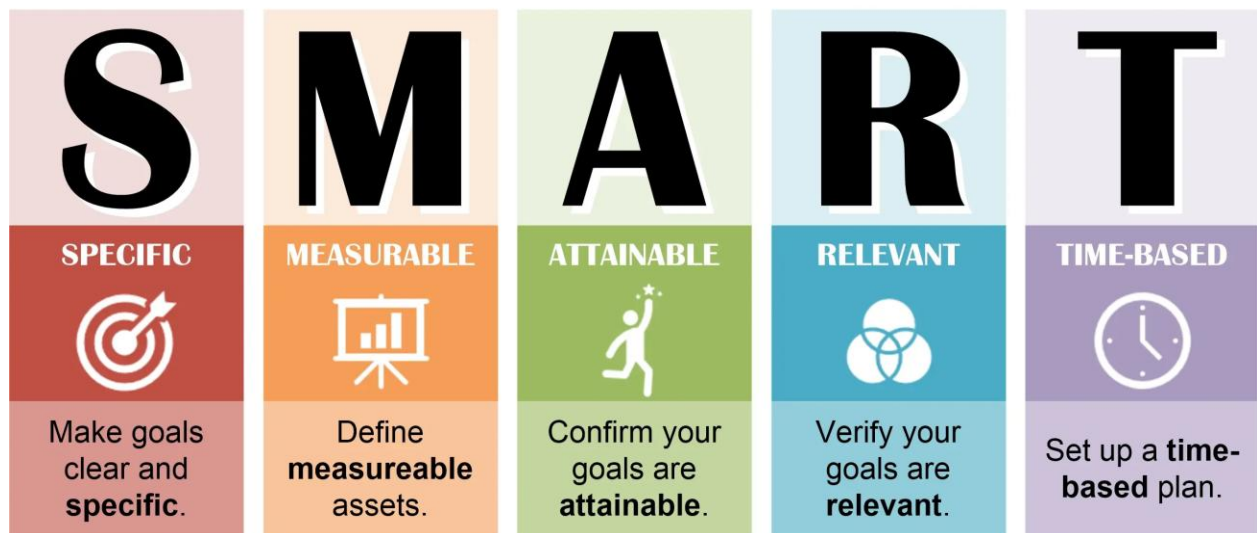 S
SPECIFIC
Make goals
clear and
specific.
M
MEASURABLE
Define
measureable
assets.
A
ATTAINABLE
Confirm your
goals are
attainable.
R
RELEVANT
Verify your
goals are
relevant.
T
TIME-BASED
Set up a time-
based plan.